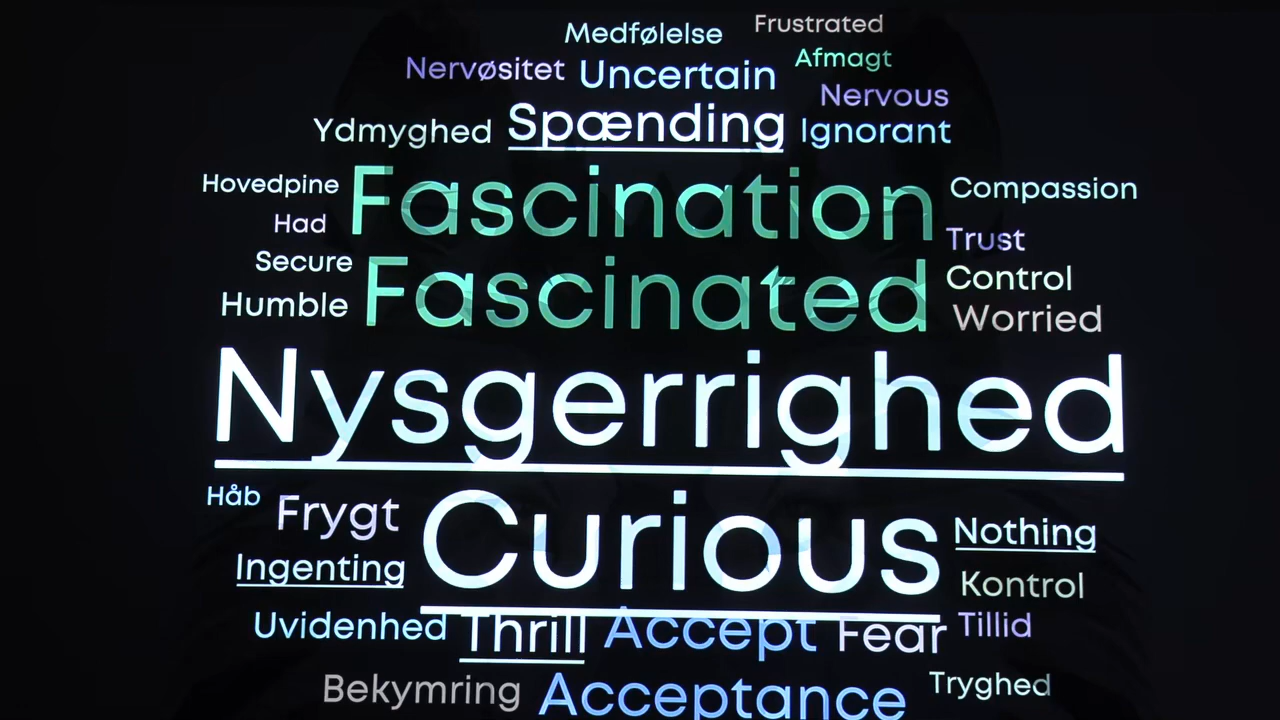 Medfølelse Frustrated
Nervøsitet Uncertain Afmagt
Nervous
Ydmyghed Spænding Ignorant
Hovedpine Fascination Compassion
Had Trust
Secure Fascinated Control
Humble Worried
Nysgerrighed
Håb Frygt Curious Nothing
Ingenting Kontrol
Uvidenhed Thrill Accept Fear Tillid
Bekymring Acceptance Tryghed